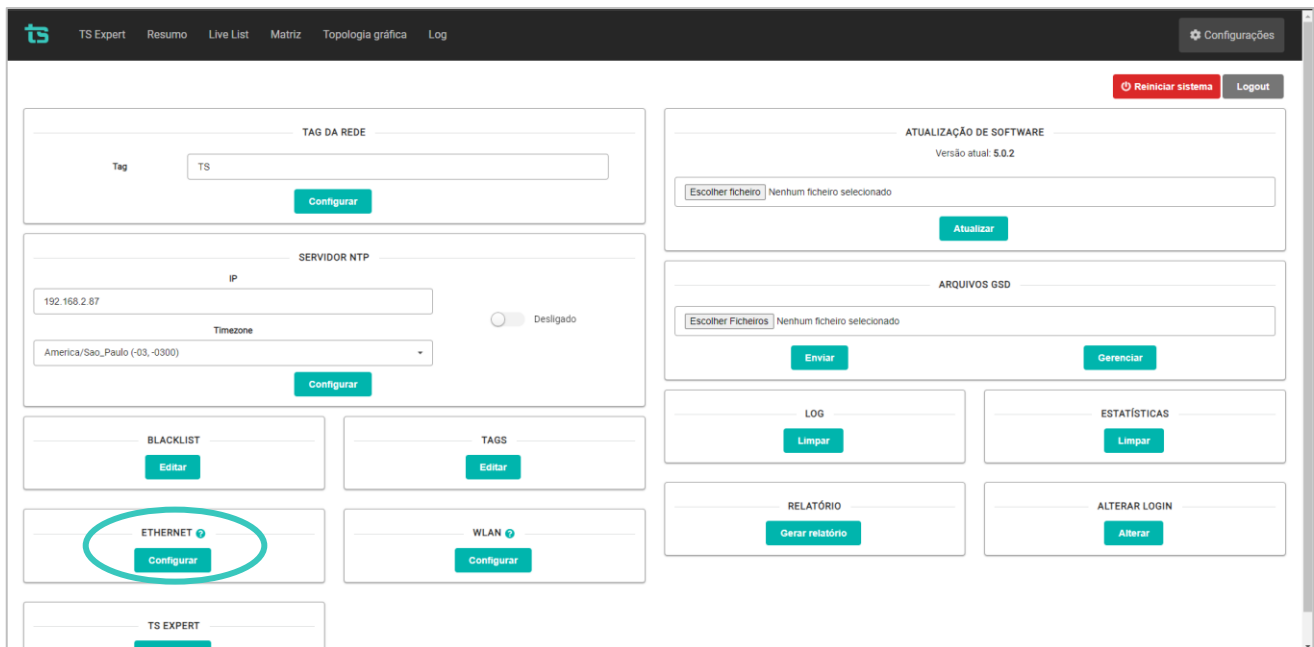 ts TS Expert Resumo Live List Matriz Topologia gráfica Log Configurações
Reiniciar sistema Logout
TAG DA REDE
Tag TS
Configurar
SERVIDOR NTP
IP
192.168.2.87
Desligado
Timezone
America/Sao_Paulo (-03, -0300)
Configurar
BLACKLIST
Editar
TAGS
Editar
ETHERNET ?
Configurar
WLAN ?
Configurar
TS EXPERT
ATUALIZAÇÃO DE SOFTWARE
Versão atual: 5.0.2
Escolher ficheiro Nenhum ficheiro selecionado
Atualizar
ARQUIVOS GSD
Escolher Ficheiros Nenhum ficheiro selecionado
Enviar Gerenciar
LOG
Limpar
ESTATÍSTICAS
Limpar
RELATÓRIO
Gerar relatório
ALTERAR LOGIN
Alterar